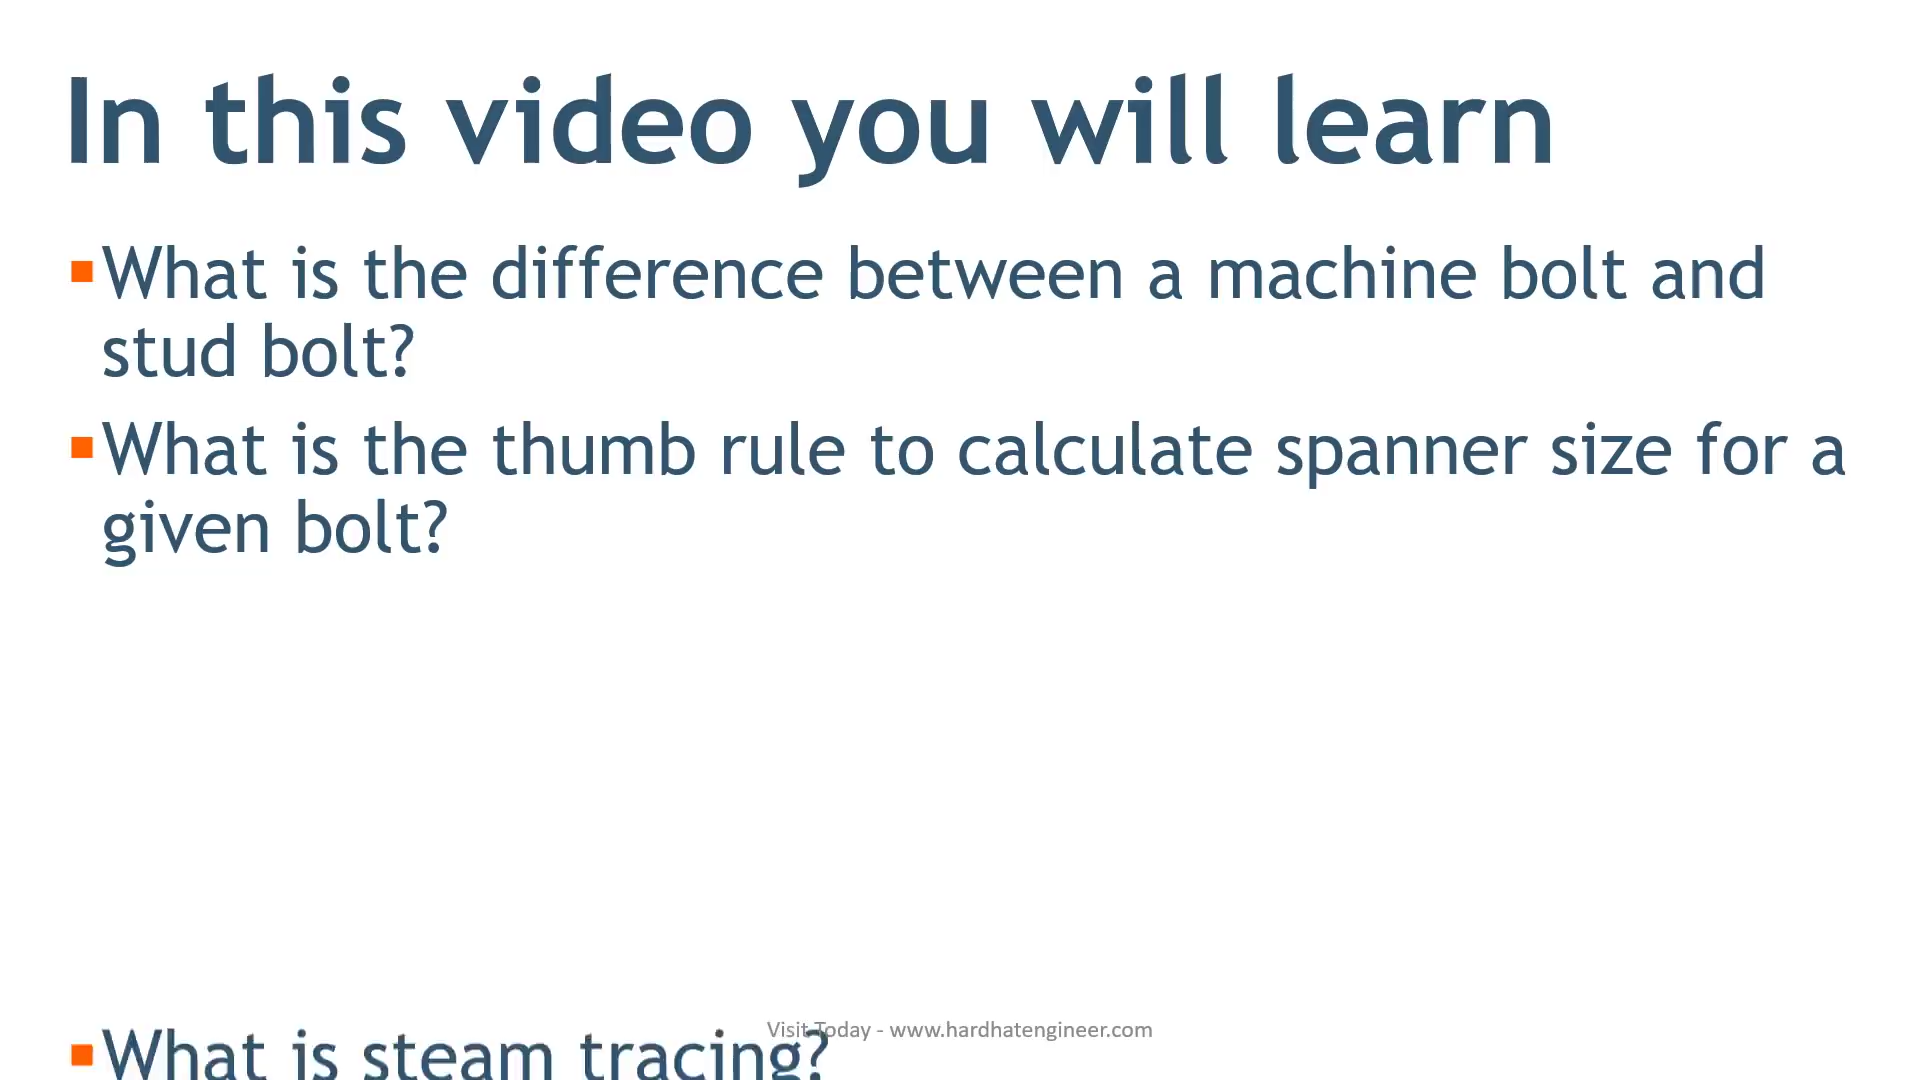 In this video you will learn
▪What is the difference between a machine bolt and
stud bolt?
▪What is the thumb rule to calculate spanner size for a
given bolt?
Visit Today - www.hardhatengineer.com
▪What is steam tracing?